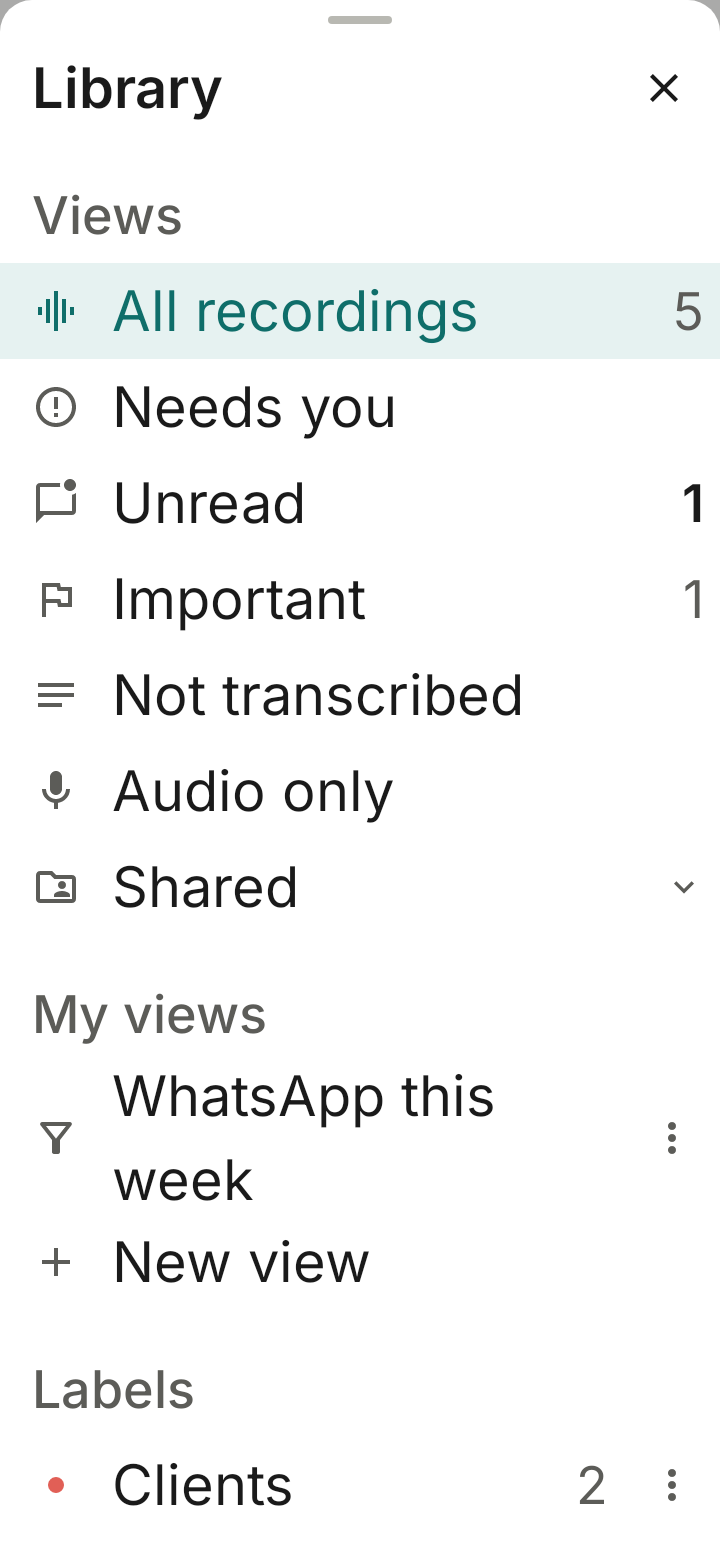 Library
Views
All recordings 5
Needs you
Unread 1
Important 1
Not transcribed
Audio only
Shared
My views
WhatsApp this
week
New view
Labels
Clients 2